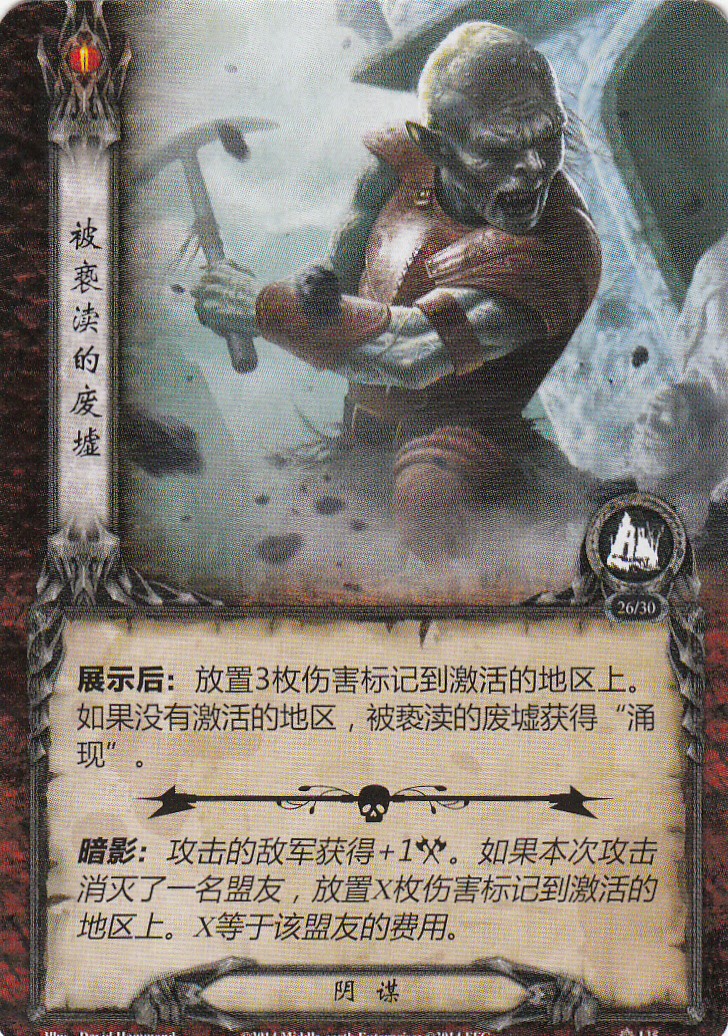 被亵渎的废墟
26/30
展示后：放置3枚伤害标记到激活的地区上。
如果没有激活的地区，被亵渎的废墟获得“涌
现”。
暗影：攻击的敌军获得+1。如果本次攻击
消灭了一名盟友，放置X枚伤害标记到激活的
地区上。X等于该盟友的费用。
阴谋